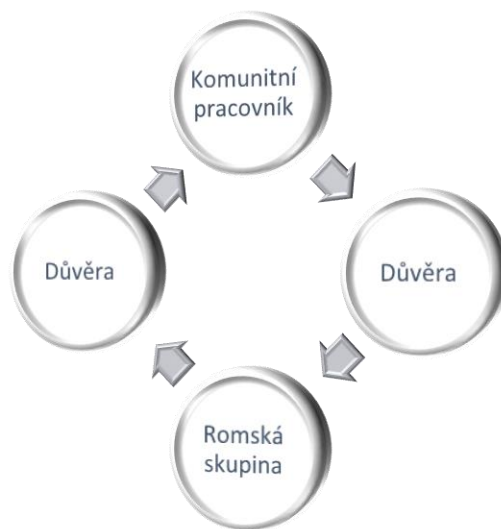 Komunitní
pracovník
Důvěra
Důvěra
Romská
skupina